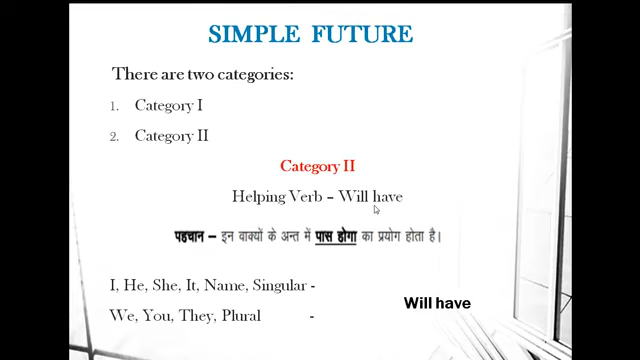 SIMPLE FUTURE
There are two categories:
1. Category I
2. Category II
Category II
Helping Verb – Will have
पहचान – इन वाक्यों के अन्त में पास होगा का प्रयोग होता है।
I, He, She, It, Name, Singular -
Will have
We, You, They, Plural -